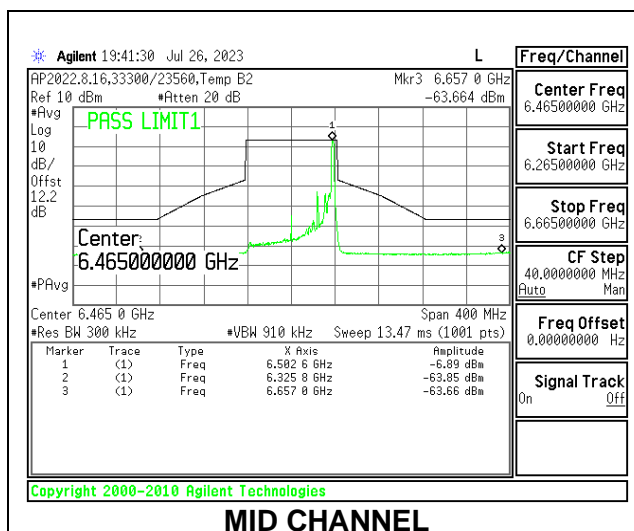 Agilent 19:41:30 Jul 26, 2023 L
Freq/Channel
AP2022.8.16,33300/23560,Temp B2
Mkr3 6.657 0 GHz
Ref 10 dBm #Atten 20 dB -63.664 dBm
#Avg
Log
10
dB/
Offst
12.2
dB
PASS LIMIT1
1
3
Center
6.465000000 GHz
#PAvg
Center 6.465 0 GHz Span 400 MHz
#Res BW 300 kHz #VBW 910 kHz Sweep 13.47 ms (1001 pts)
Marker Trace Type X Axis Amplitude
1 (1) Freq 6.502 6 GHz -6.89 dBm
2 (1) Freq 6.325 8 GHz -63.85 dBm
3 (1) Freq 6.657 0 GHz -63.66 dBm
Center Freq
6.46500000 GHz
Start Freq
6.26500000 GHz
Stop Freq
6.66500000 GHz
CF Step
40.0000000 MHz
Auto Man
Freq Offset
0.00000000 Hz
Signal Track
On Off
Copyright 2000-2010 Agilent Technologies
MID CHANNEL